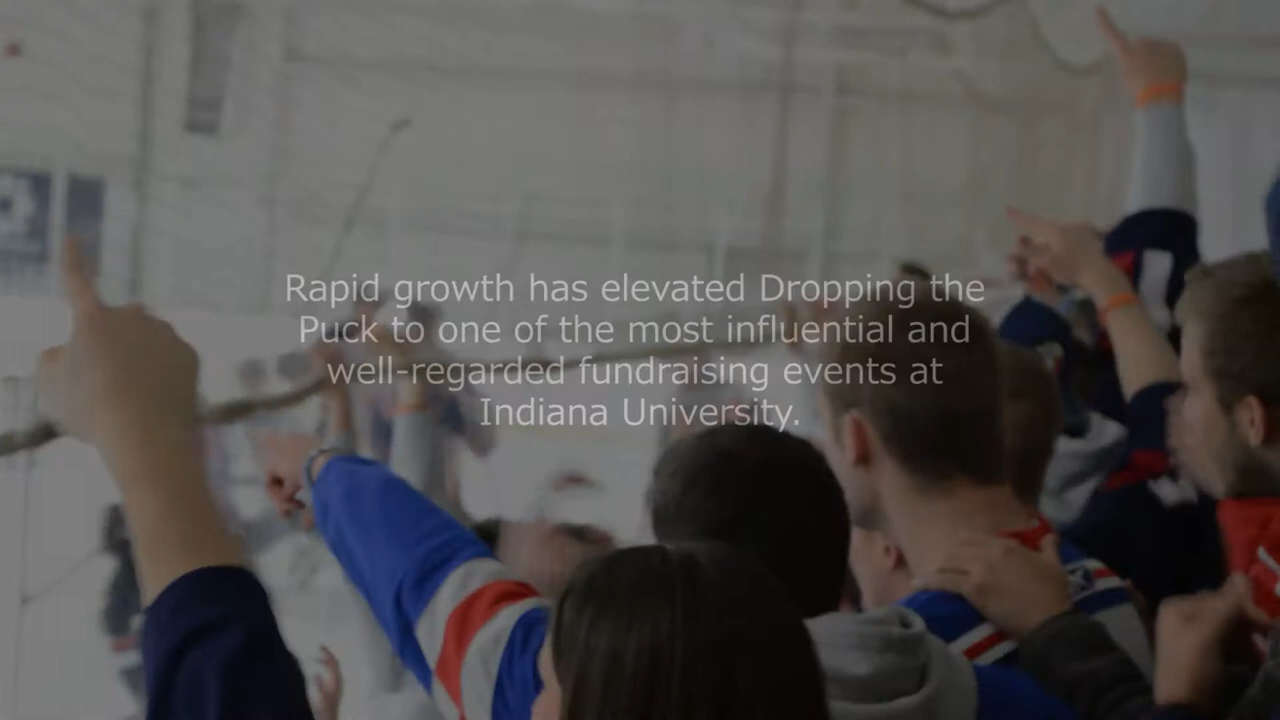 Rapid growth has elevated Dropping the
Puck to one of the most influential and
well-regarded fundraising events at
Indiana University.